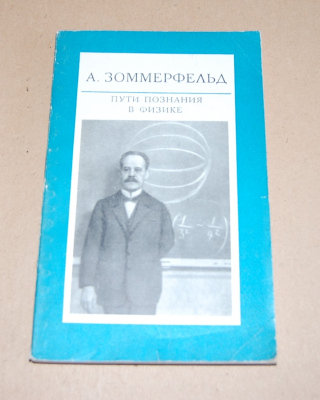 А. ЗОММЕРФЕЛЬД
ПУТИ ПОЗНАНИЯ
В ФИЗИКЕ